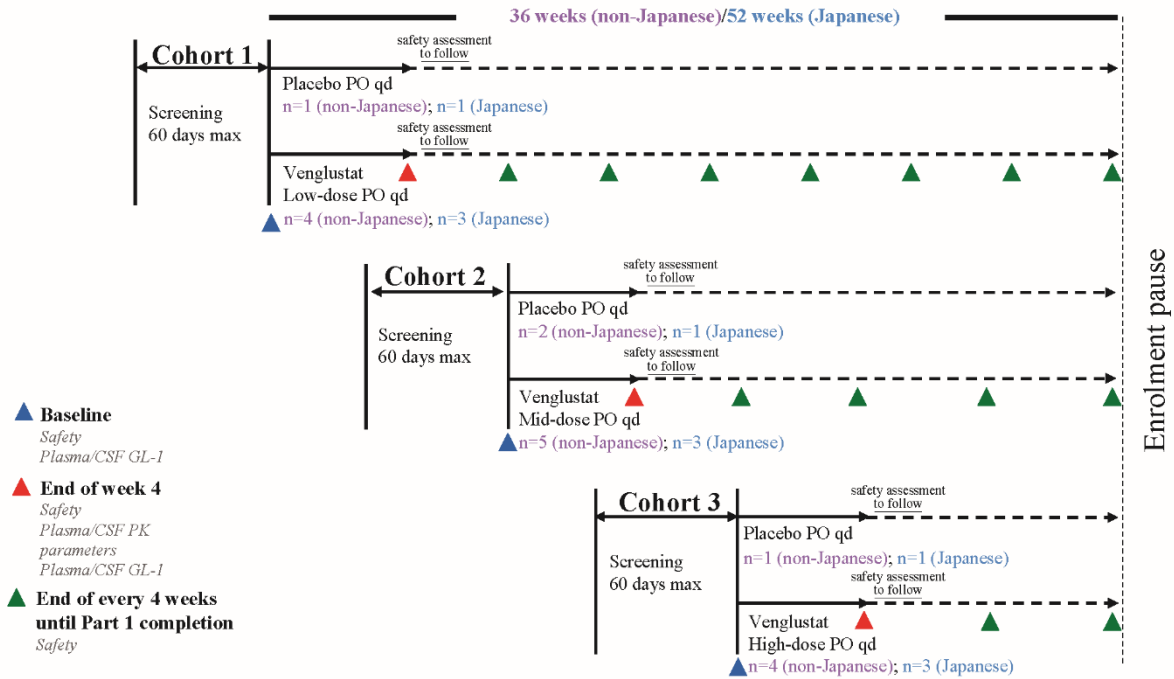 36 weeks (non-Japanese)/52 weeks (Japanese)
Cohort 1
safety assessment
to follow
Screening
60 days max
Placebo PO qd
n=1 (non-Japanese); n=1 (Japanese)
safety assessment
to follow
Venglustat
Low-dose PO qd
n=4 (non-Japanese); n=3 (Japanese)
Cohort 2
safety assessment
to follow
Screening
60 days max
Placebo PO qd
n=2 (non-Japanese); n=1 (Japanese)
safety assessment
to follow
Venglustat
Mid-dose PO qd
n=5 (non-Japanese); n=3 (Japanese)
Cohort 3
safety assessment
to follow
Screening
60 days max
Placebo PO qd
n=1 (non-Japanese); n=1 (Japanese)
safety assessment
to follow
Venglustat
High-dose PO qd
n=4 (non-Japanese); n=3 (Japanese)
Enrolment pause
Baseline
Safety
Plasma/CSF GL-1
End of week 4
Safety
Plasma/CSF PK
parameters
Plasma/CSF GL-1
End of every 4 weeks
until Part 1 completion
Safety